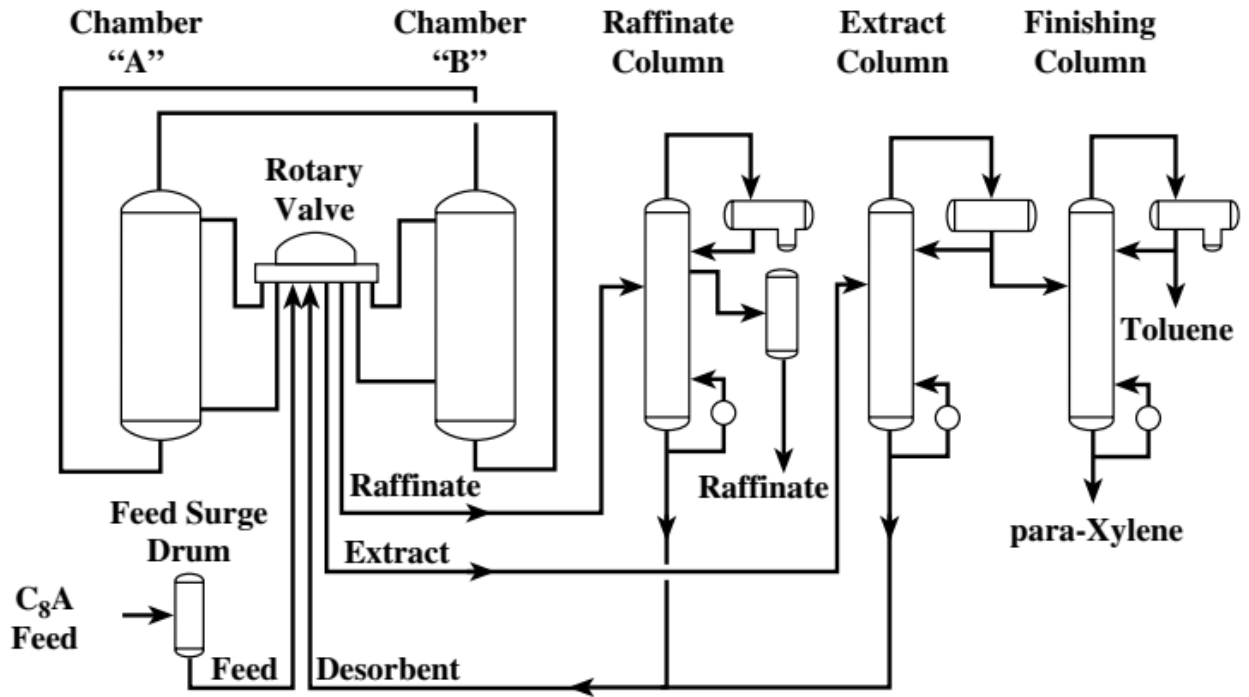 Chamber
“A”
Chamber
“B”
Raffinate
Column
Extract
Column
Finishing
Column
Rotary
Valve
Toluene
Raffinate
Raffinate
para-Xylene
Feed Surge
Drum
Extract
C₈A
Feed
Feed
Desorbent